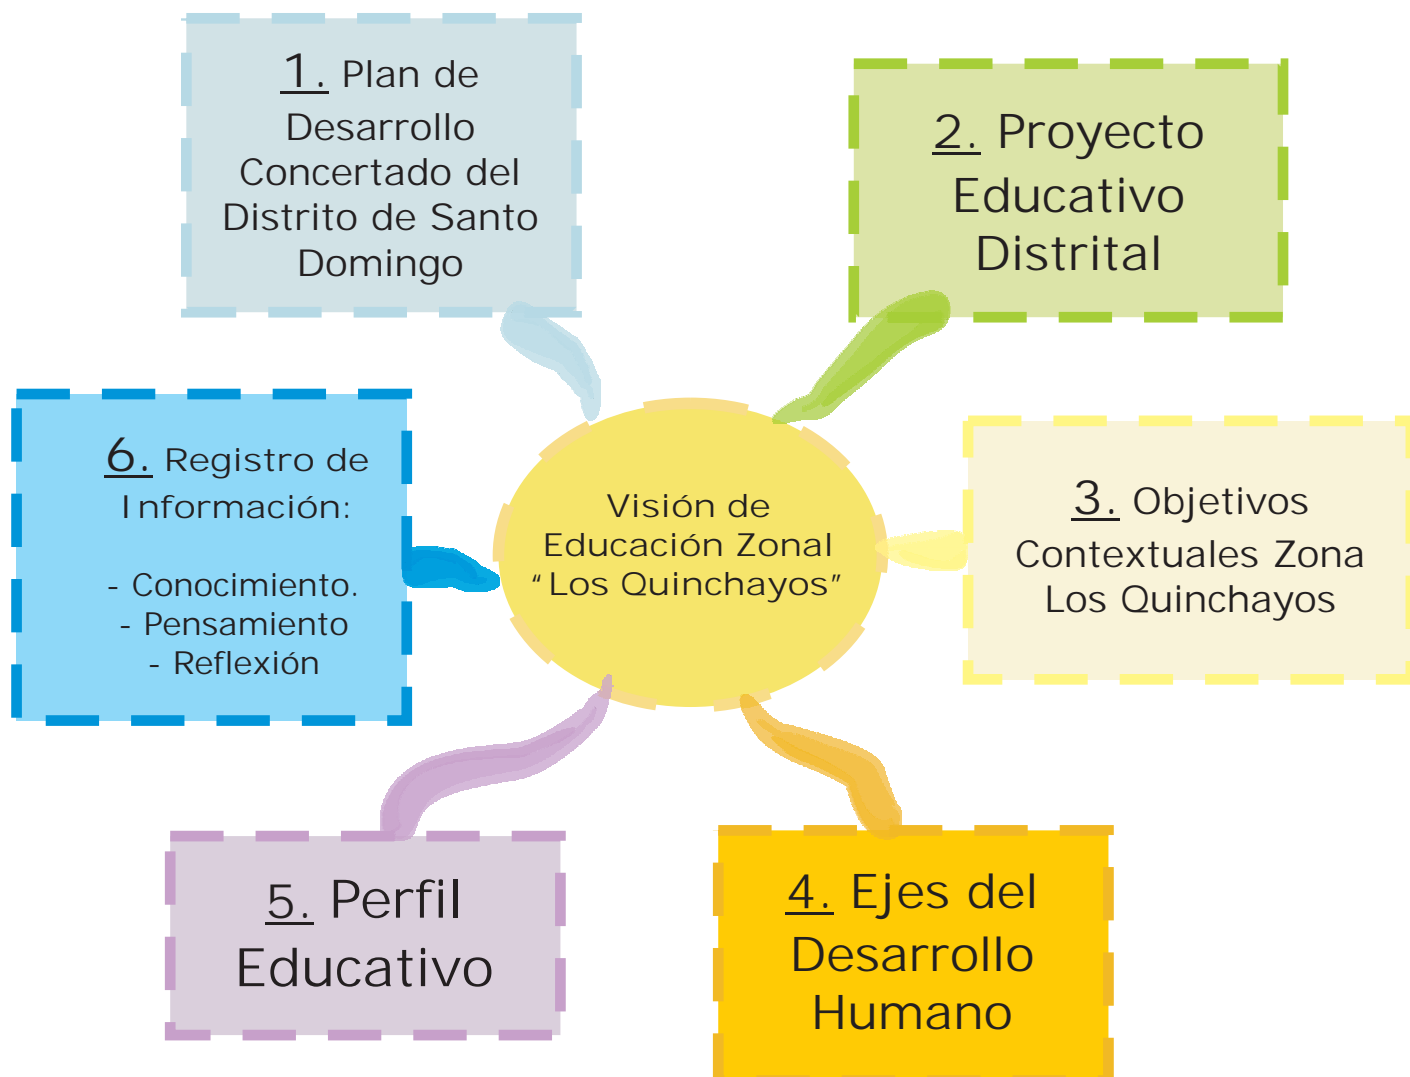 1. Plan de
Desarrollo
Concertado del
Distrito de Santo
Domingo
2. Proyecto
Educativo
Distrital
6. Registro de
Información:
- Conocimiento.
- Pensamiento
- Reflexión
Visión de
Educación Zonal
“Los Quinchayos”
3. Objetivos
Contextuales Zona
Los Quinchayos
5. Perfil
Educativo
4. Ejes del
Desarrollo
Humano